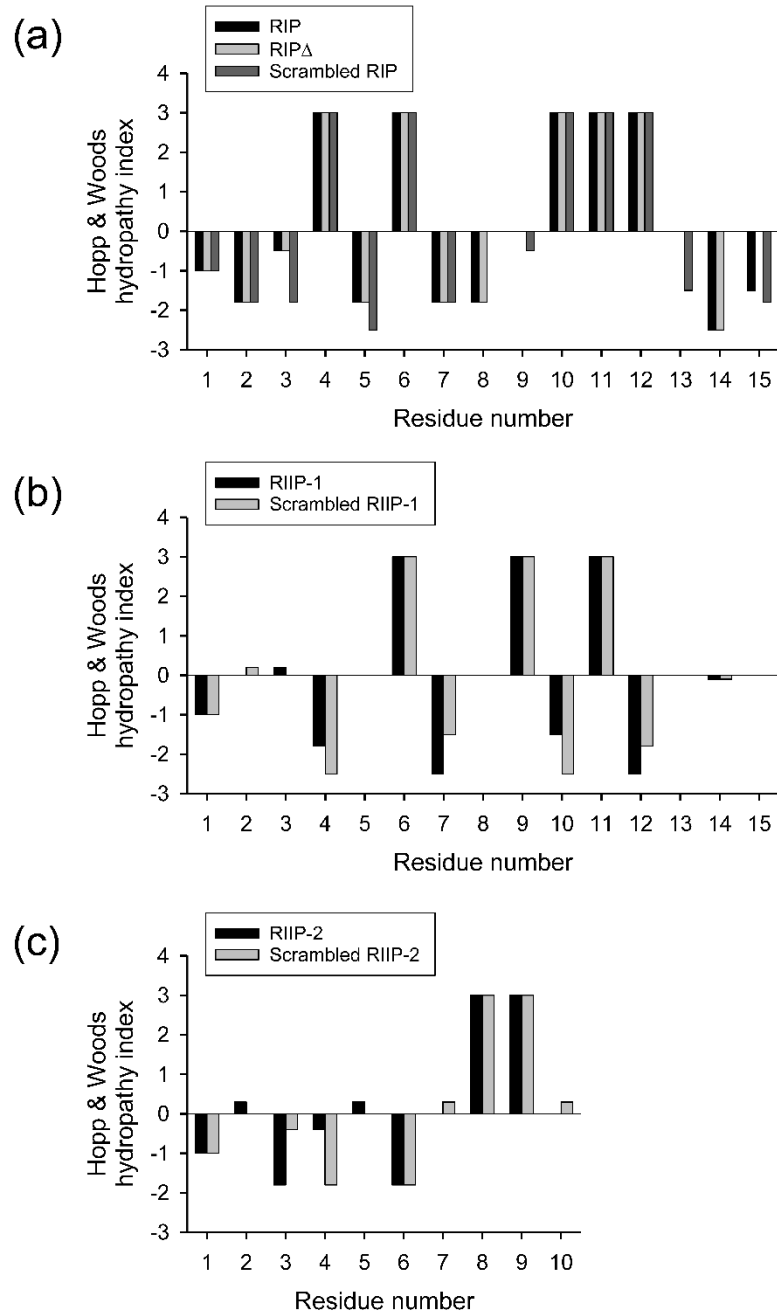 (a)
RIP
RIPΔ
Scrambled RIP
Hopp & Woods
hydropathy index
4
3
2
1
0
-1
-2
-3
1 2 3 4 5 6 7 8 9 10 11 12 13 14 15
Residue number
(b)
RIIP-1
Scrambled RIIP-1
Hopp & Woods
hydropathy index
4
3
2
1
0
-1
-2
-3
1 2 3 4 5 6 7 8 9 10 11 12 13 14 15
Residue number
(c)
RIIP-2
Scrambled RIIP-2
Hopp & Woods
hydropathy index
4
3
2
1
0
-1
-2
-3
1 2 3 4 5 6 7 8 9 10
Residue number